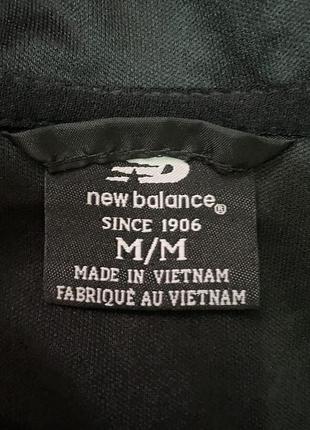 new balance®
SINCE 1906
M/M
MADE IN VIETNAM
FABRIQUÈ AU VIETNAM